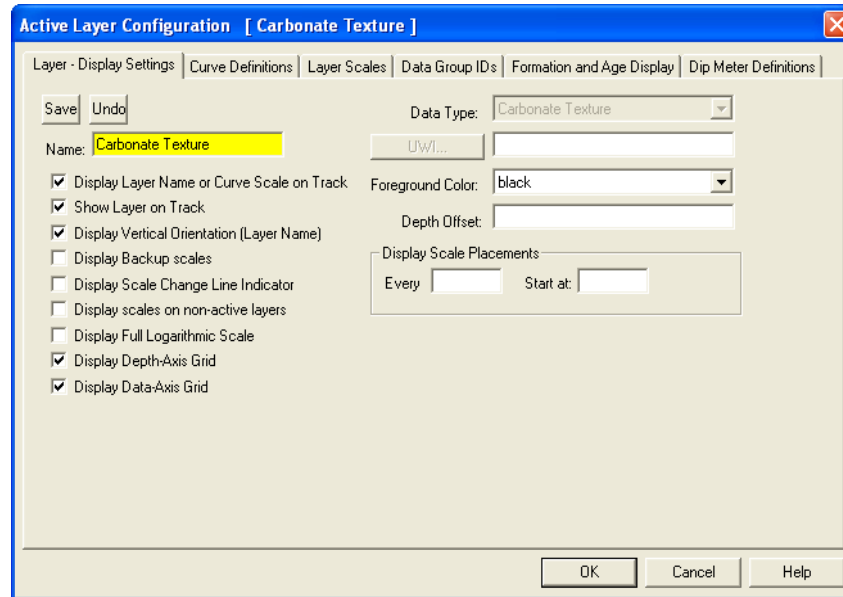 Active Layer Configuration [ Carbonate Texture ]
Layer - Display Settings Curve Definitions Layer Scales Data Group IDs Formation and Age Display Dip Meter Definitions
Save Undo
Name: Carbonate Texture
Display Layer Name or Curve Scale on Track
Show Layer on Track
Display Vertical Orientation (Layer Name)
Display Backup scales
Display Scale Change Line Indicator
Display scales on non-active layers
Display Full Logarithmic Scale
Display Depth-Axis Grid
Display Data-Axis Grid
Data Type: Carbonate Texture
UWI...
Foreground Color: black
Depth Offset:
Display Scale Placements
Every Start at:
OK Cancel Help